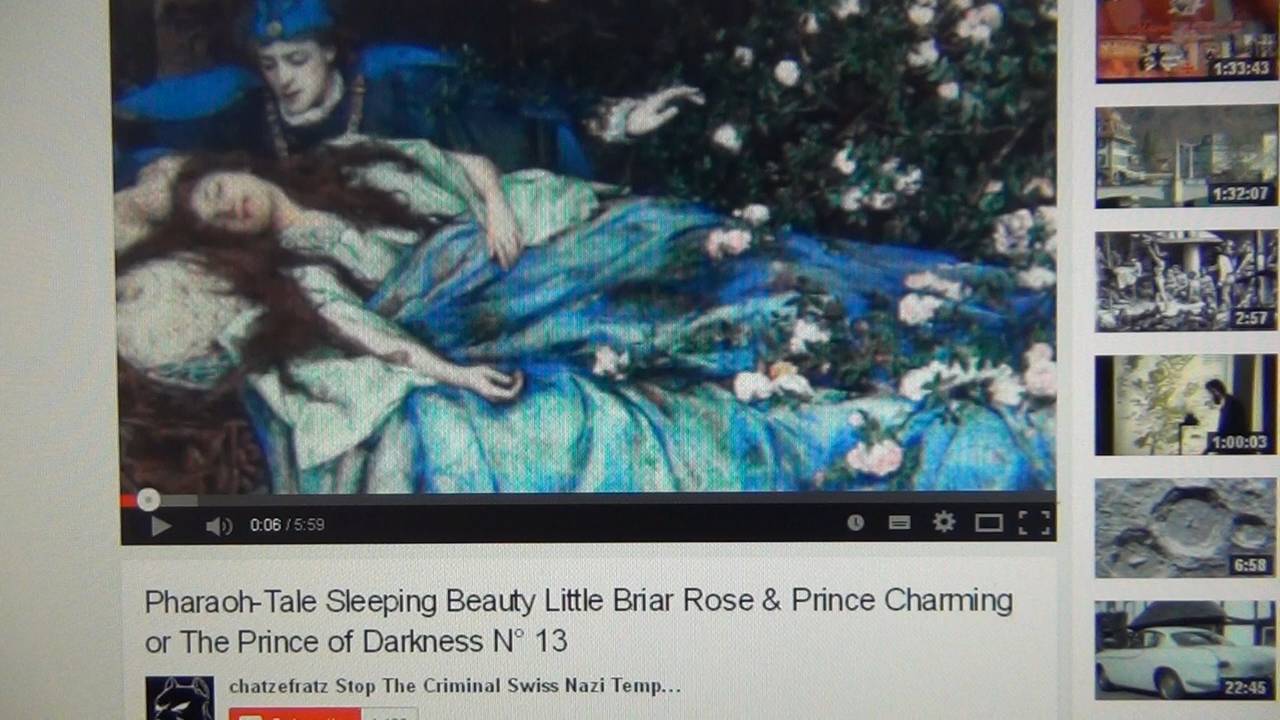 1:33:43
1:32:07
2:57
1:00:03
0:06 / 5:59
6:58
Pharaoh-Tale Sleeping Beauty Little Briar Rose & Prince Charming
or The Prince of Darkness N° 13
22:45
chatzefratz Stop The Criminal Swiss Nazi Temp...